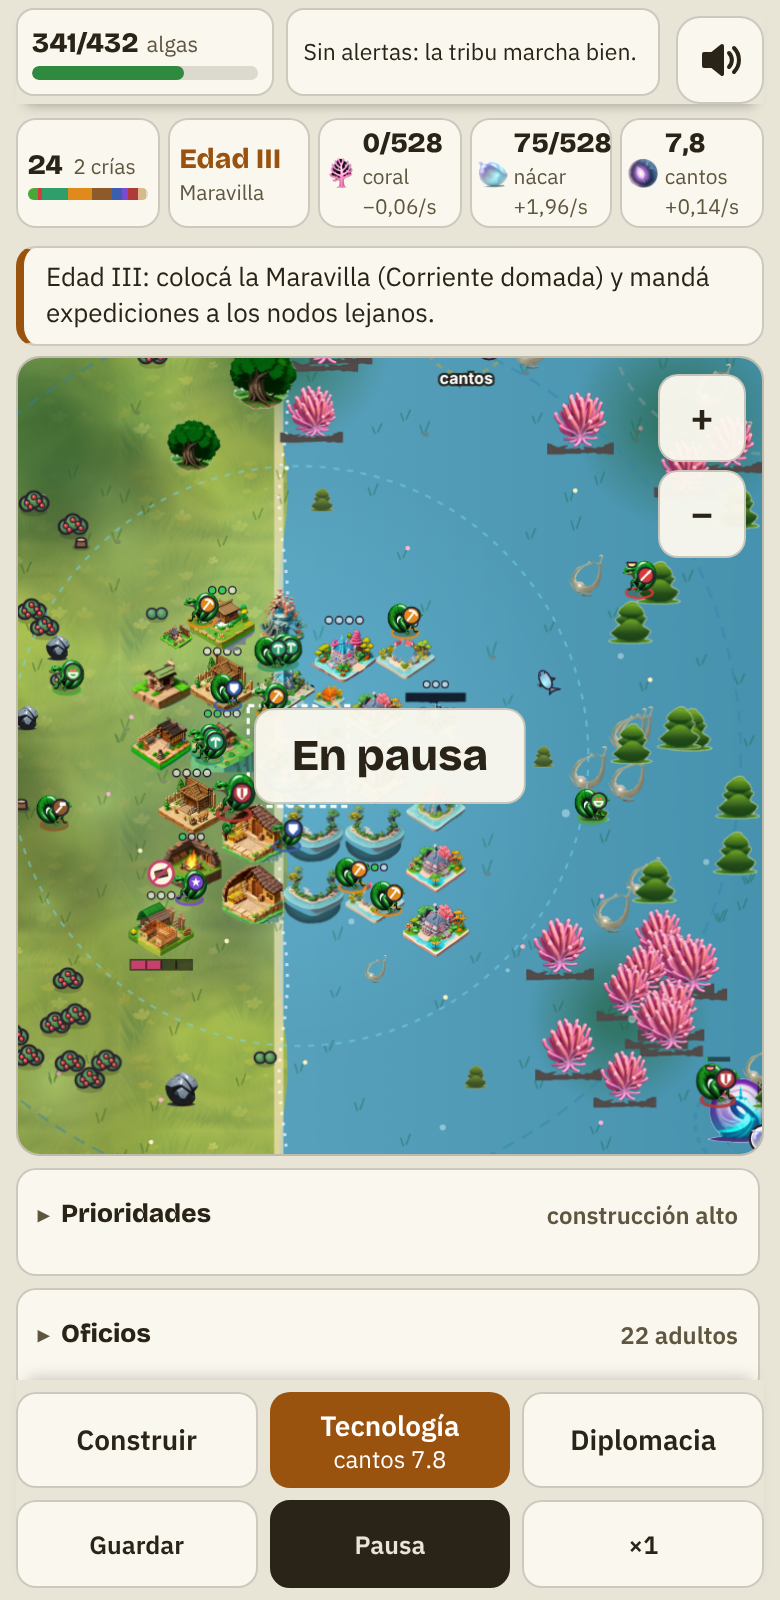 341/432 algas
Sin alertas: la tribu marcha bien.
24 2 crías
Edad III
Maravilla
0/528
coral
−0,06/s
75/528
nácar
+1,96/s
7,8
cantos
+0,14/s
Edad III: colocá la Maravilla (Corriente domada) y mandá
expediciones a los nodos lejanos.
cantos
+
−
En pausa
▸ Prioridades construcción alto
▸ Oficios 22 adultos
Construir
Tecnología
cantos 7.8
Diplomacia
Guardar
Pausa
×1